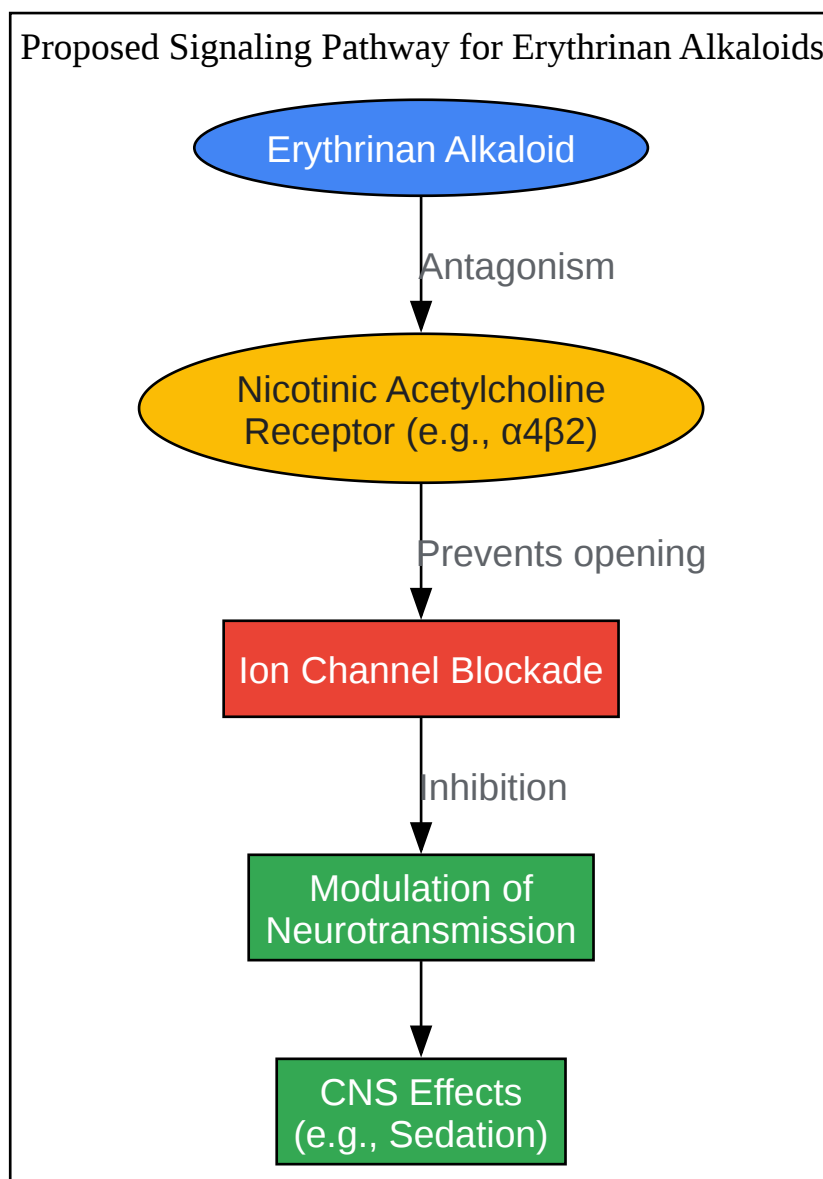 Proposed Signaling Pathway for Erythrinan Alkaloids
Erythrinan Alkaloid
Antagonism
Nicotinic Acetylcholine
Receptor (e.g., α4β2)
Prevents opening
Ion Channel Blockade
Inhibition
Modulation of
Neurotransmission
CNS Effects
(e.g., Sedation)